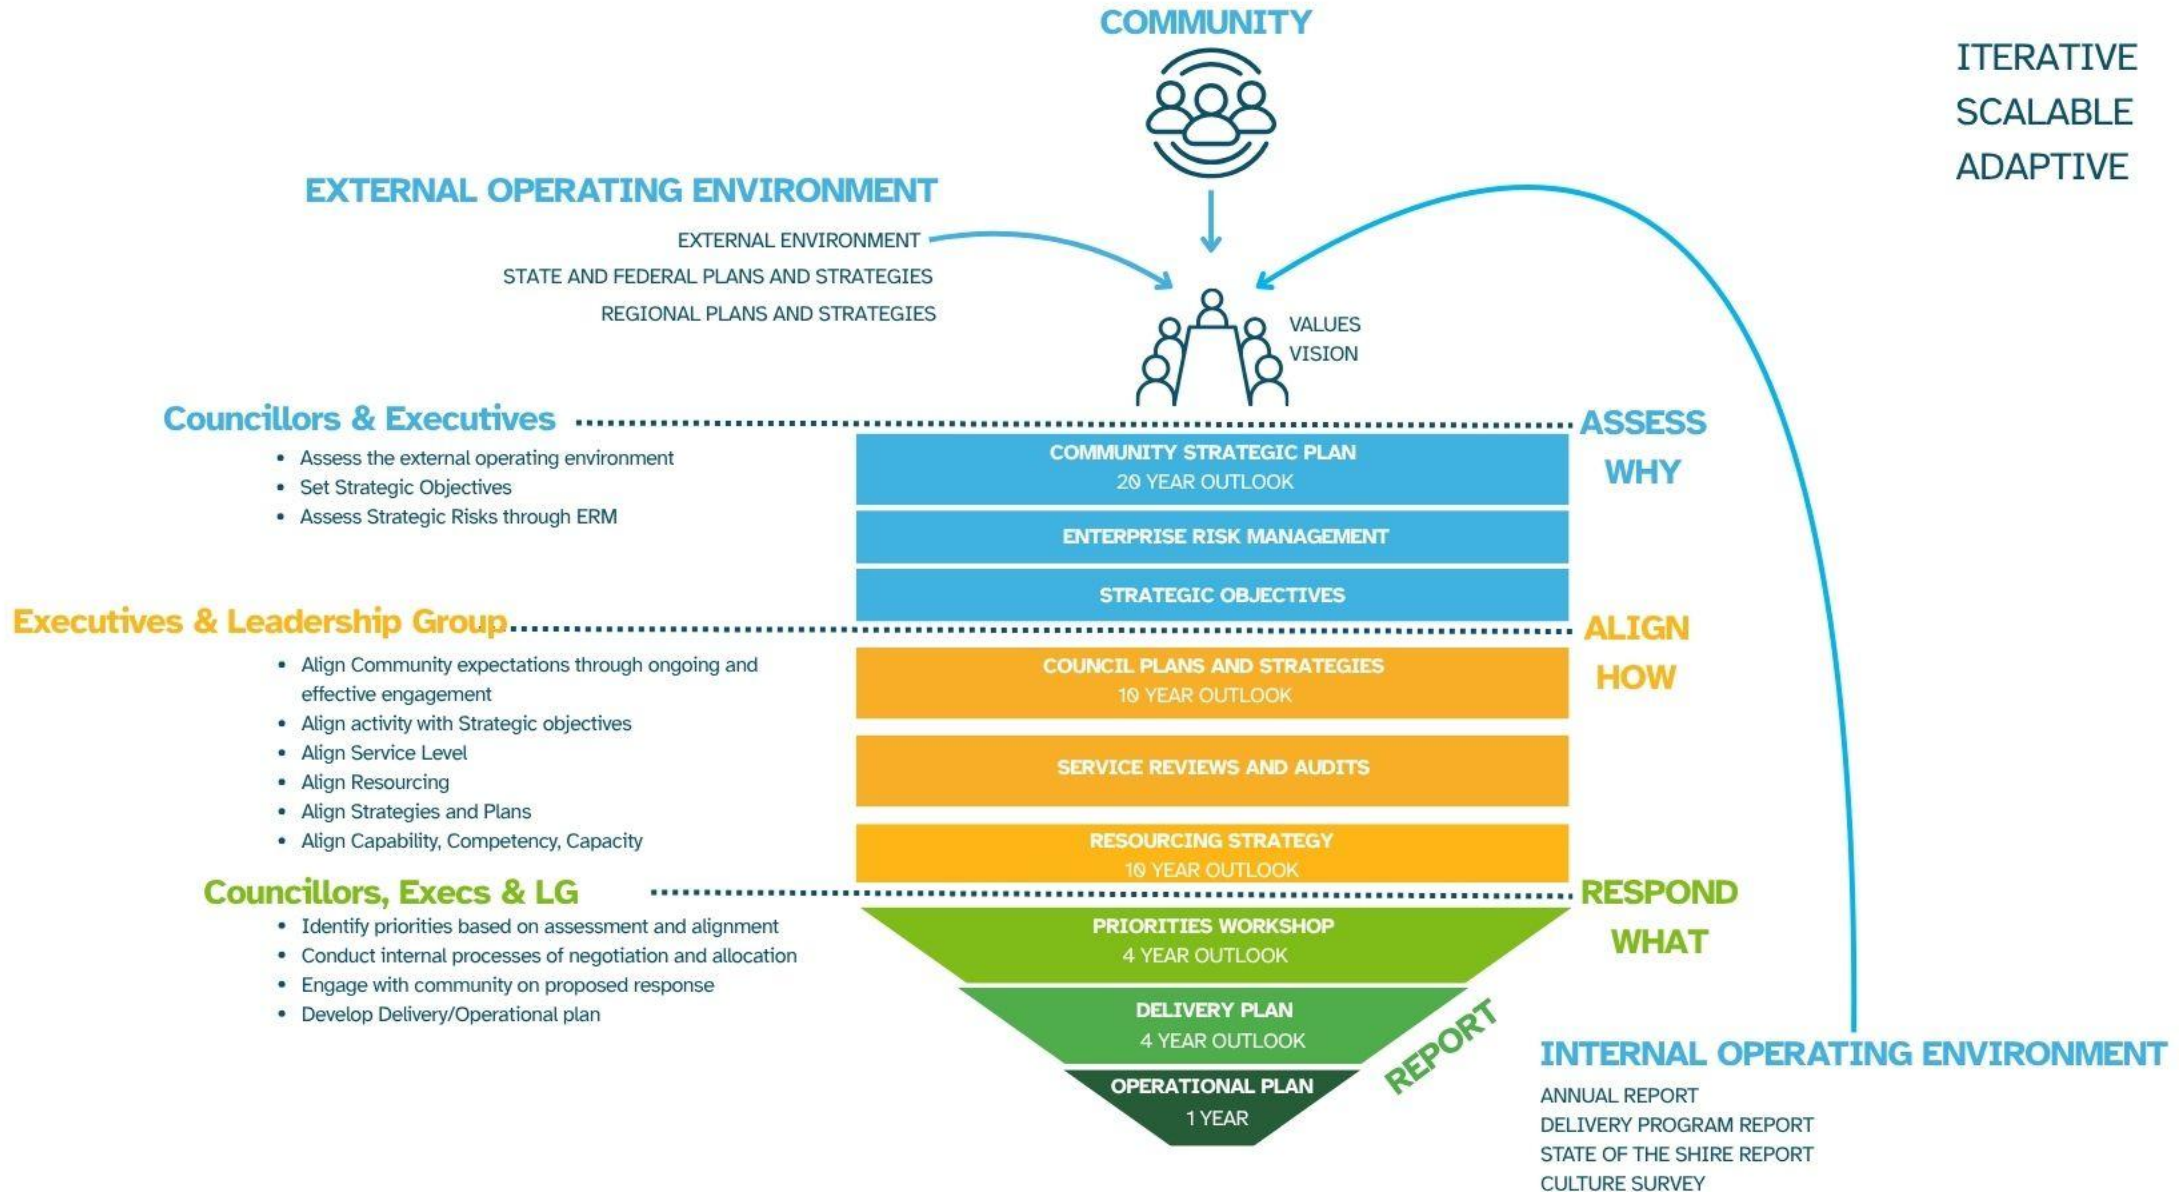 COMMUNITY
ITERATIVE
SCALABLE
ADAPTIVE
EXTERNAL OPERATING ENVIRONMENT
EXTERNAL ENVIRONMENT
STATE AND FEDERAL PLANS AND STRATEGIES
REGIONAL PLANS AND STRATEGIES
VALUES
VISION
Councillors & Executives
• Assess the external operating environment
• Set Strategic Objectives
• Assess Strategic Risks through ERM
COMMUNITY STRATEGIC PLAN
20 YEAR OUTLOOK
ENTERPRISE RISK MANAGEMENT
STRATEGIC OBJECTIVES
ASSESS
WHY
Executives & Leadership Group
• Align Community expectations through ongoing and
effective engagement
• Align activity with Strategic objectives
• Align Service Level
• Align Resourcing
• Align Strategies and Plans
• Align Capability, Competency, Capacity
COUNCIL PLANS AND STRATEGIES
10 YEAR OUTLOOK
SERVICE REVIEWS AND AUDITS
RESOURCING STRATEGY
10 YEAR OUTLOOK
ALIGN
HOW
Councillors, Execs & LG
• Identify priorities based on assessment and alignment
• Conduct internal processes of negotiation and allocation
• Engage with community on proposed response
• Develop Delivery/Operational plan
PRIORITIES WORKSHOP
4 YEAR OUTLOOK
DELIVERY PLAN
4 YEAR OUTLOOK
OPERATIONAL PLAN
1 YEAR
RESPOND
WHAT
REPORT
INTERNAL OPERATING ENVIRONMENT
ANNUAL REPORT
DELIVERY PROGRAM REPORT
STATE OF THE SHIRE REPORT
CULTURE SURVEY